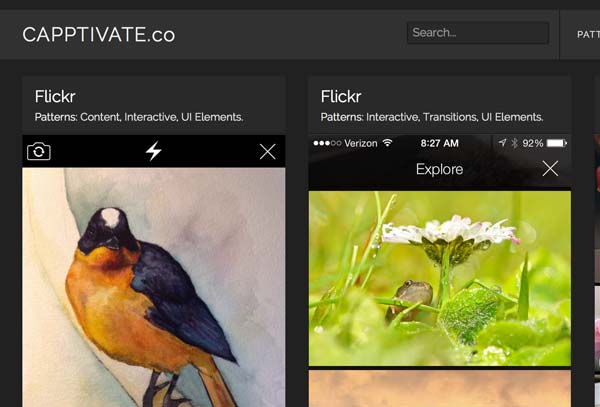 CAPPTIVATE.co
Search...
PATT
Flickr
Patterns: Content, Interactive, UI Elements.
Flickr
Patterns: Interactive, Transitions, UI Elements.
Verizon 8:27 AM 92%
Explore